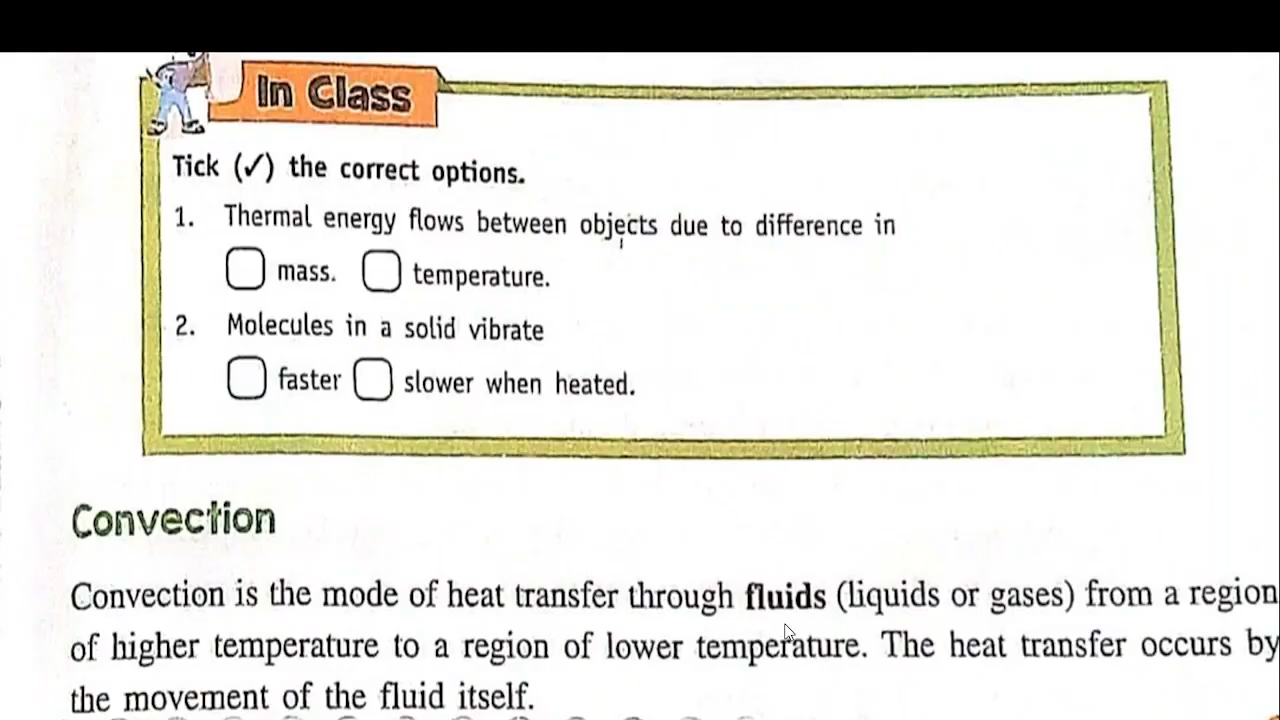 In Class
Tick (✓) the correct options.
1. Thermal energy flows between objects due to difference in
mass. temperature.
2. Molecules in a solid vibrate
faster slower when heated.
Convection
Convection is the mode of heat transfer through fluids (liquids or gases) from a region
of higher temperature to a region of lower temperature. The heat transfer occurs by
the movement of the fluid itself.